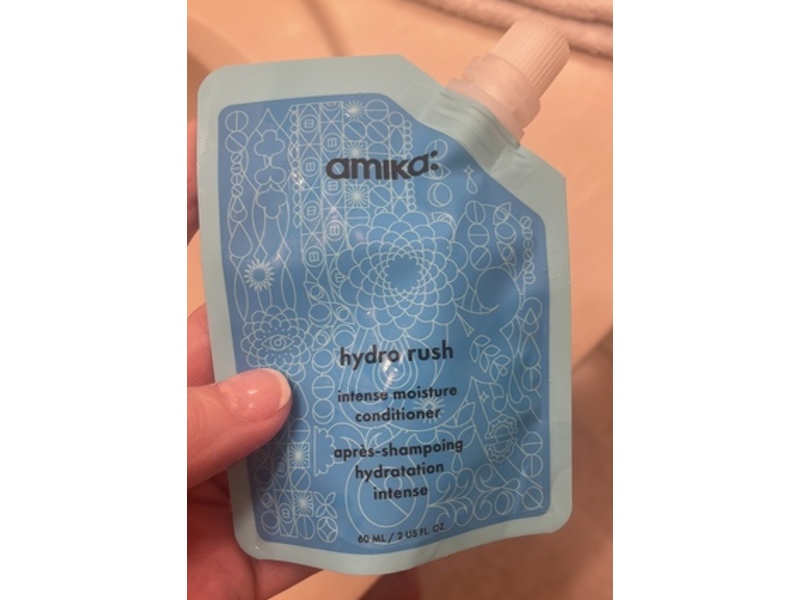 amika:
hydro rush
intense moisture
conditioner
après-shampoing
hydratation
intense
60 ML / 2 US FL. OZ